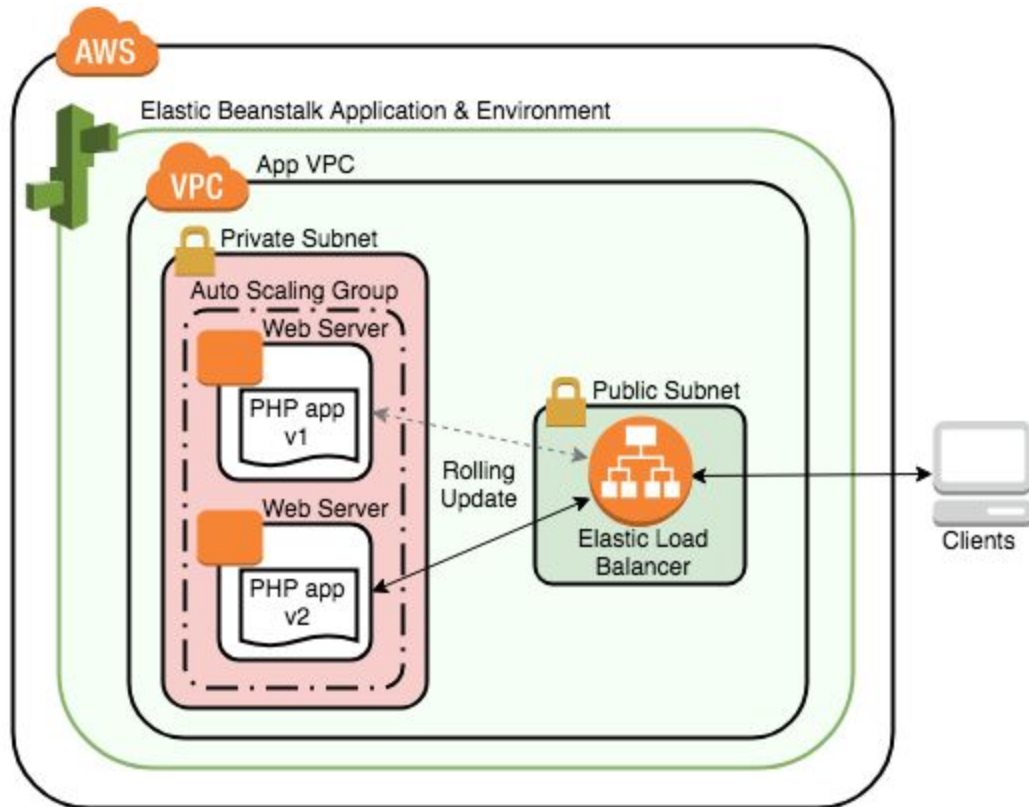 AWS
Elastic Beanstalk Application & Environment
App VPC
VPC
Private Subnet
Auto Scaling Group
Web Server
PHP app
v1
Public Subnet
Rolling
Update
Web Server
Elastic Load
Balancer
Clients
PHP app
v2